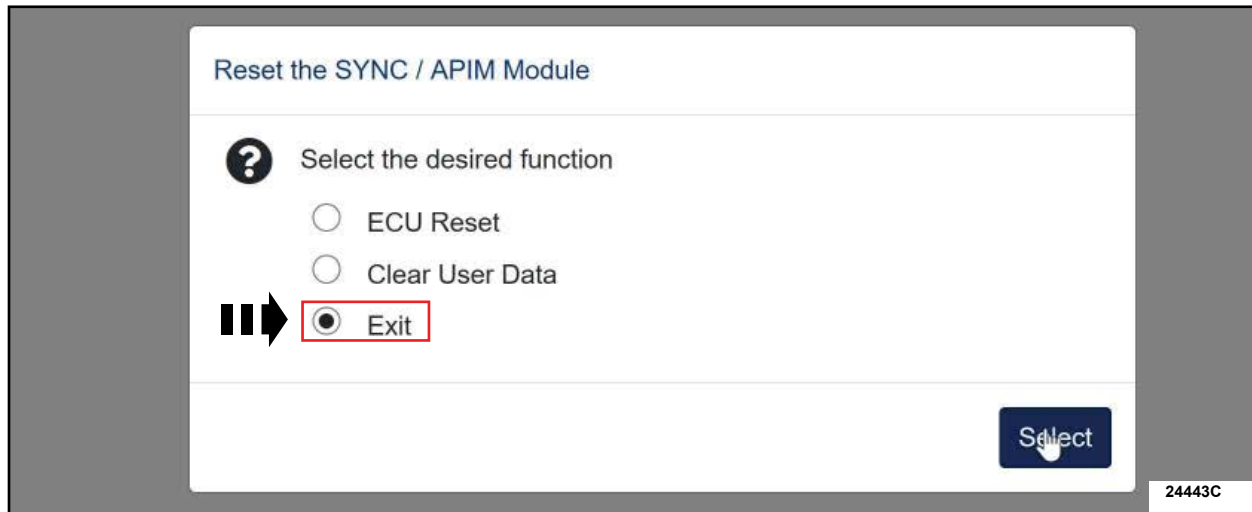 Reset the SYNC / APIM Module
Select the desired function
ECU Reset
Clear User Data
Exit
Select
24443C